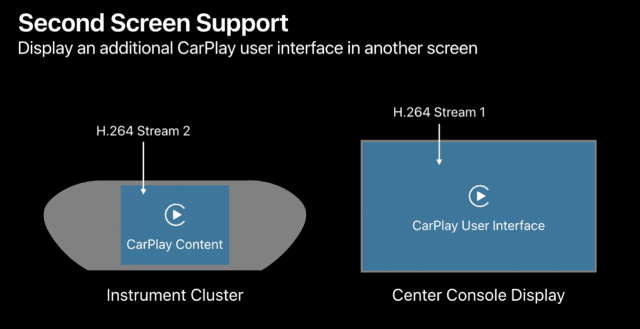 Second Screen Support
Display an additional CarPlay user interface in another screen
H.264 Stream 2
CarPlay Content
Instrument Cluster
H.264 Stream 1
CarPlay User Interface
Center Console Display